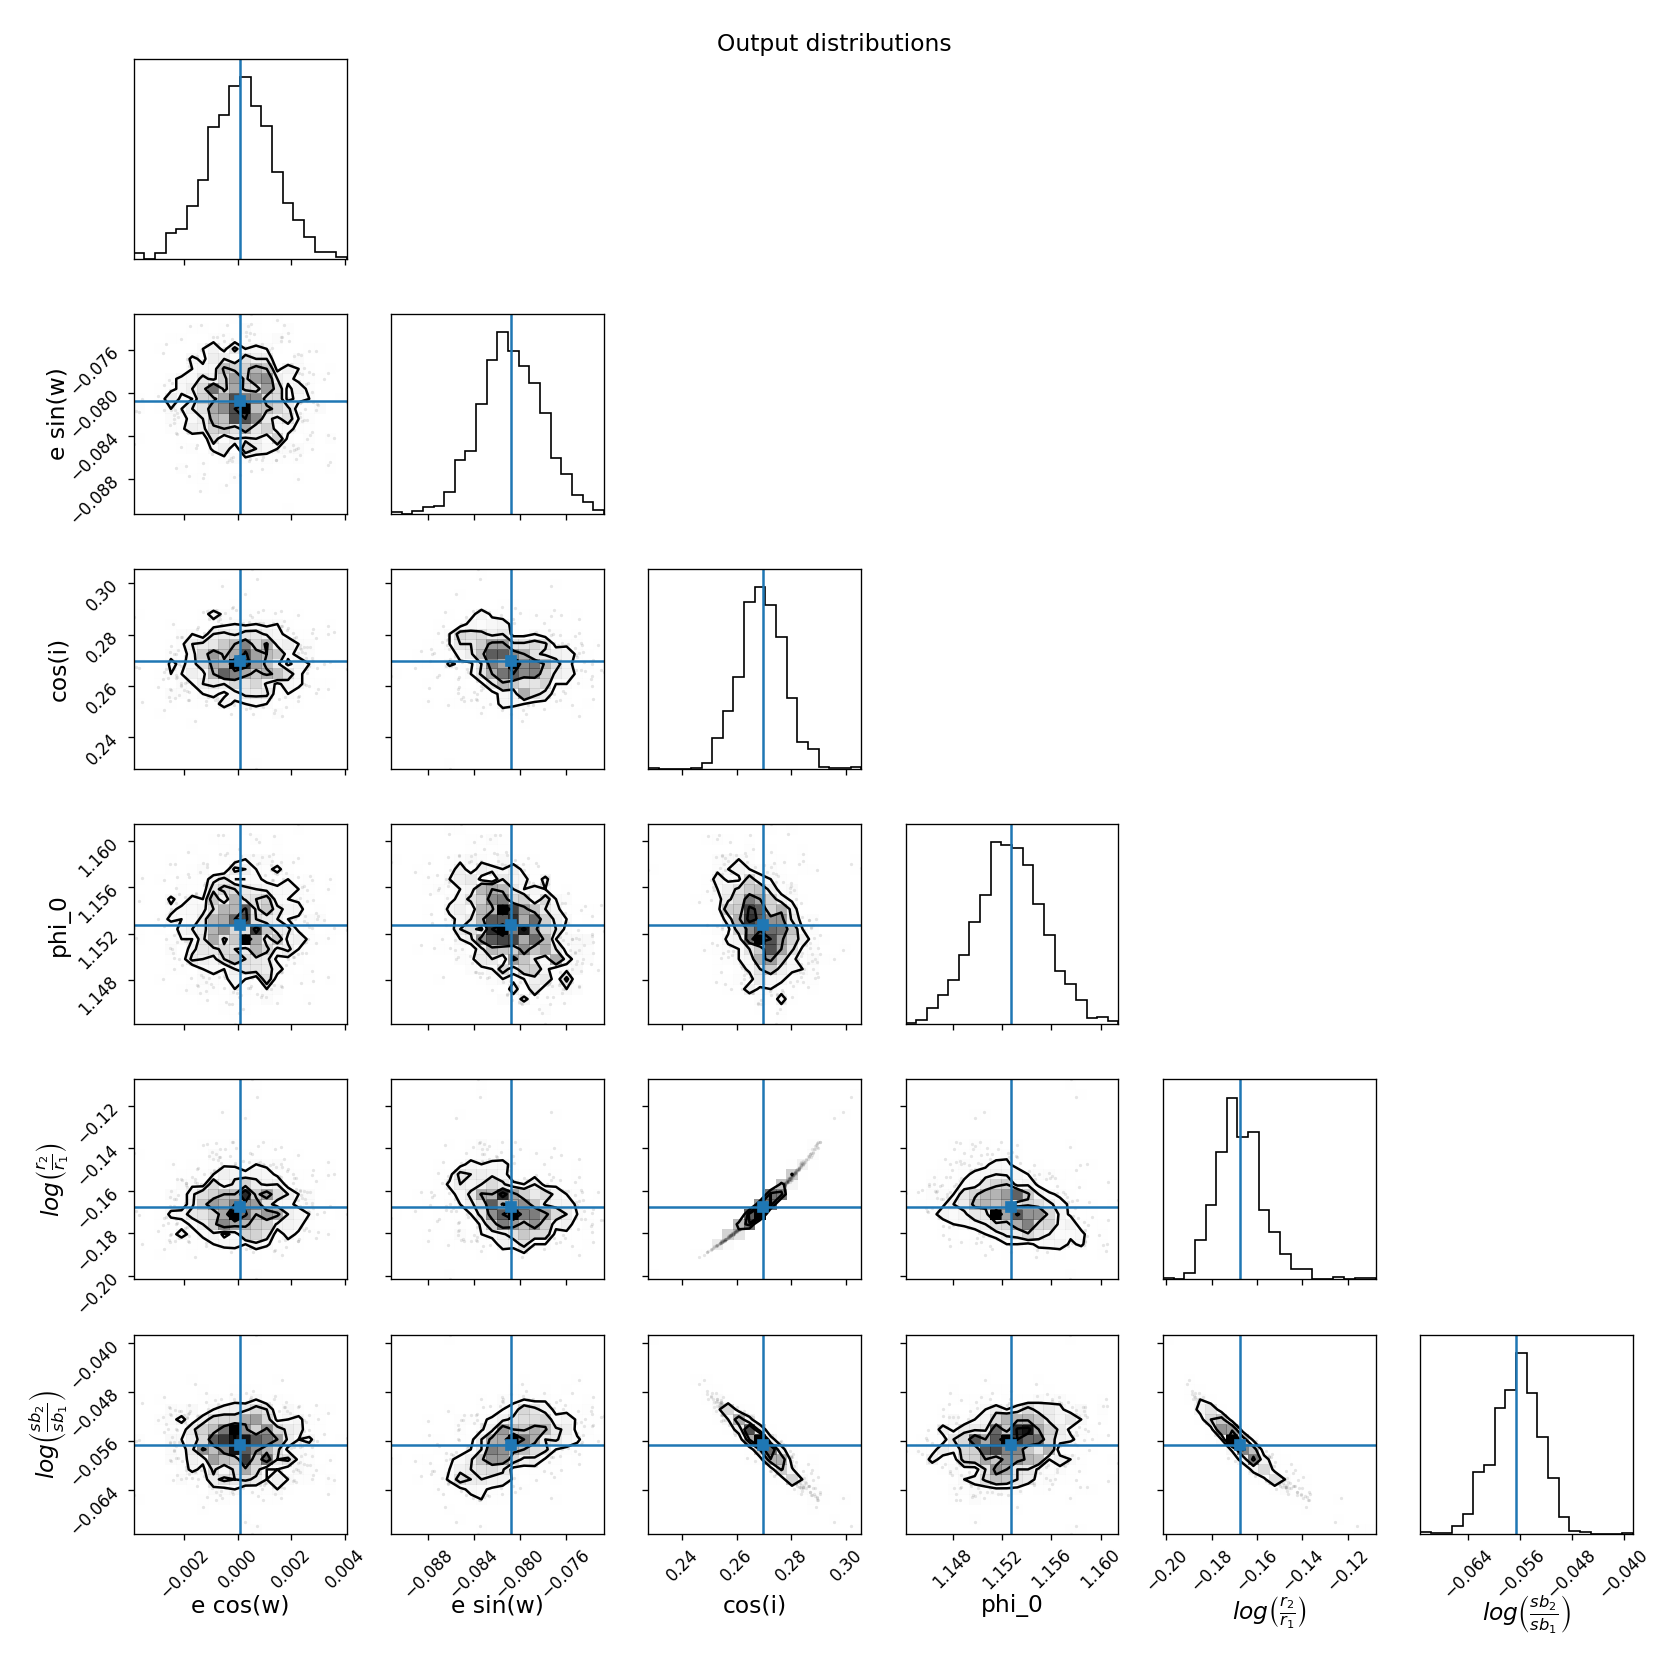 Output distributions
e sin(w)
−0.076
−0.080
−0.084
−0.088
cos(i)
0.30
0.28
0.26
0.24
phi_0
1.160
1.156
1.152
1.148
log(r₂/r₁)
−0.12
−0.14
−0.16
−0.18
−0.20
log(sb₂/sb₁)
−0.040
−0.048
−0.056
−0.064
−0.002 0.000 0.002 0.004 −0.088 −0.084 −0.080 −0.076 0.24 0.26 0.28 0.30 1.148 1.152 1.156 1.160 −0.20 −0.18 −0.16 −0.14 −0.12 −0.064 −0.056 −0.048 −0.040
e cos(w) e sin(w) cos(i) phi_0 log(r₂/r₁) log(sb₂/sb₁)